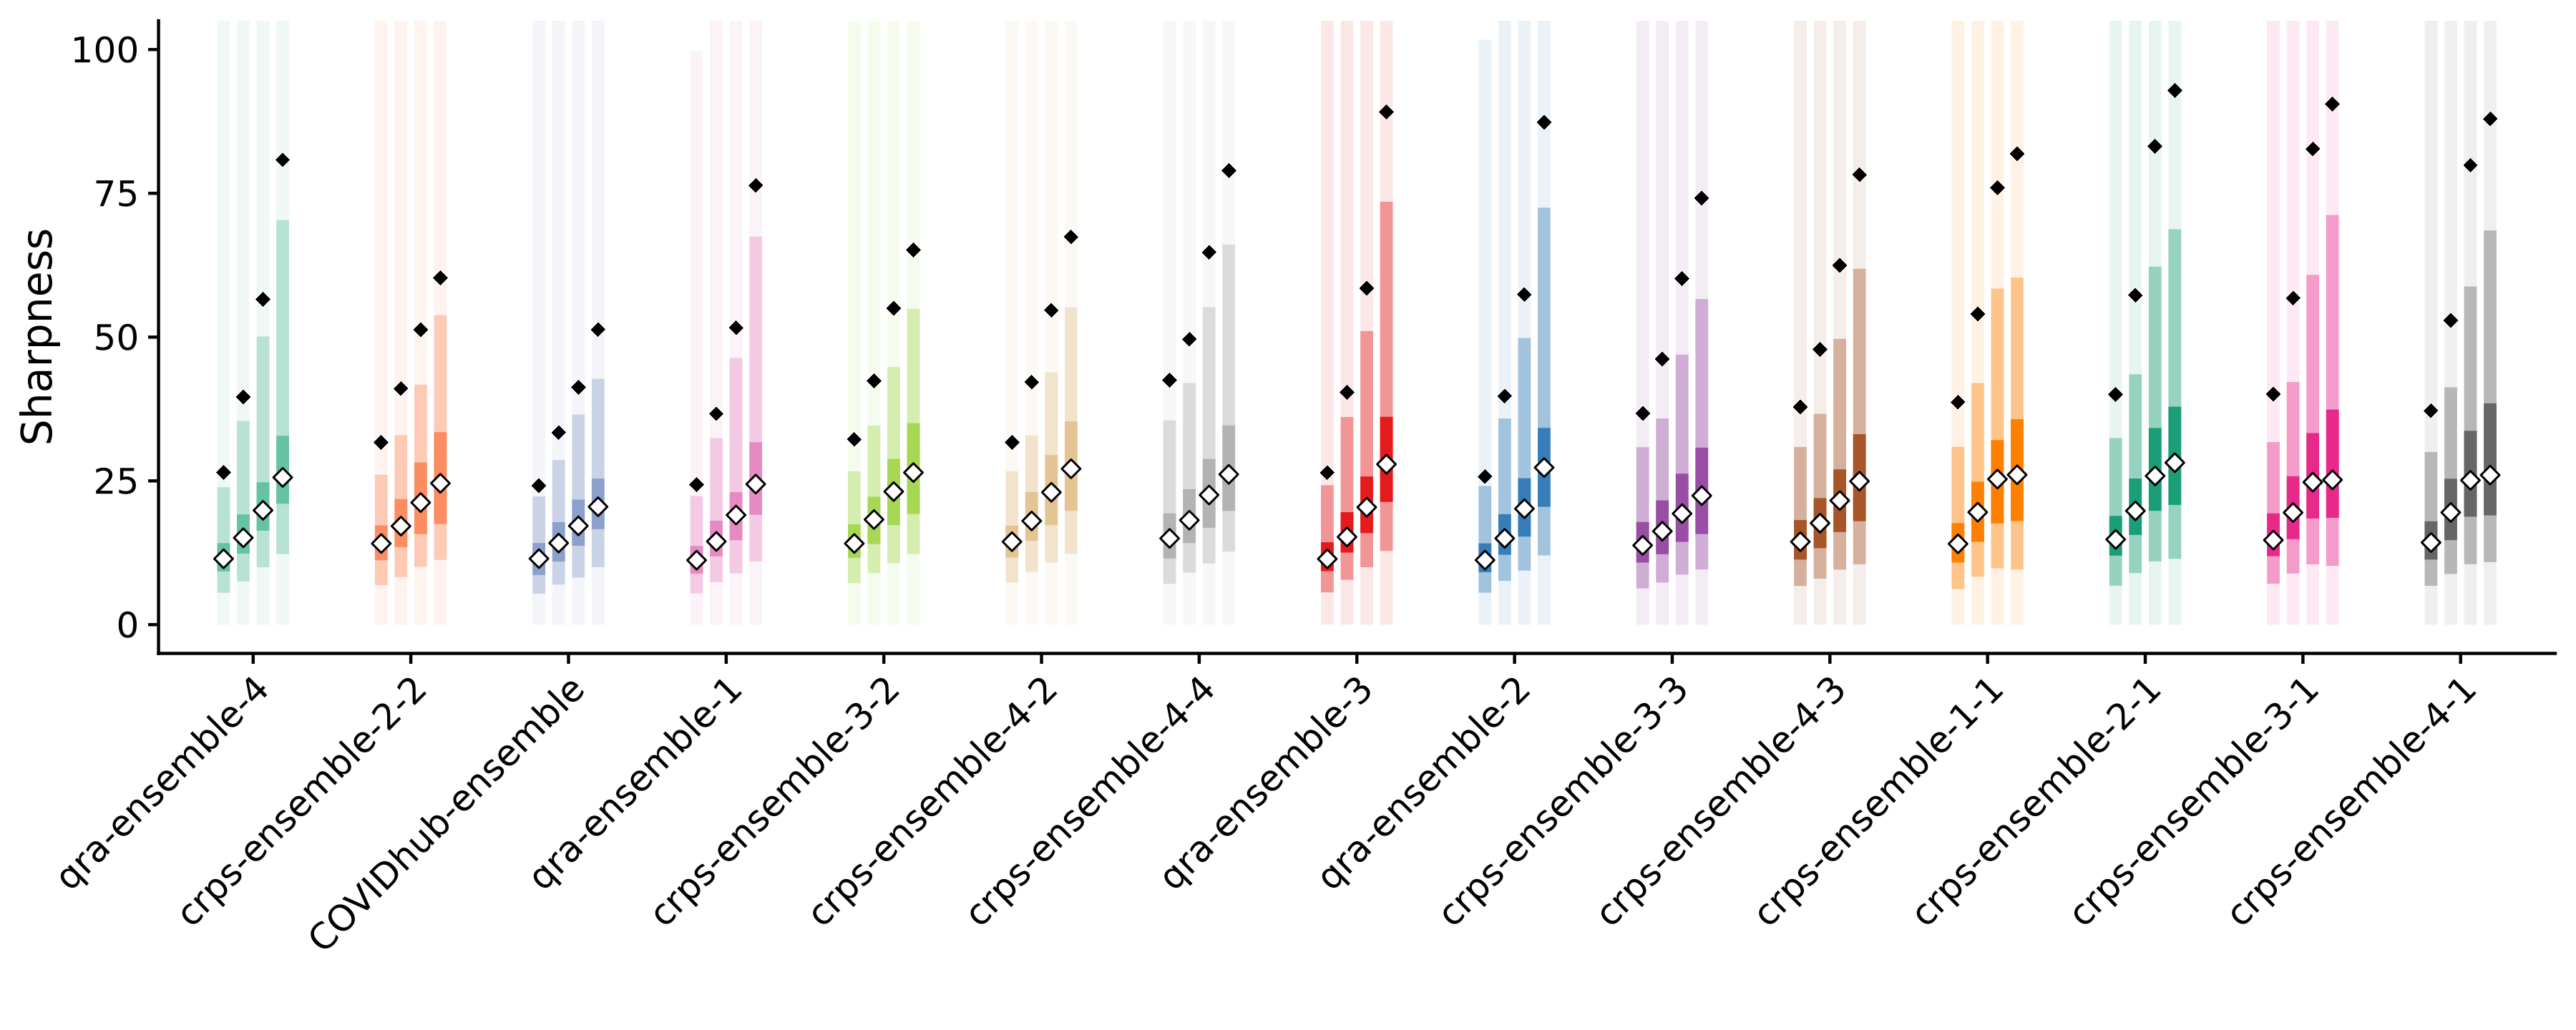 100
75
50
25
0
Sharpness
qra-ensemble-4
crps-ensemble-2-2
COVIDhub-ensemble
qra-ensemble-1
crps-ensemble-3-2
crps-ensemble-4-2
crps-ensemble-4-4
qra-ensemble-3
qra-ensemble-2
crps-ensemble-3-3
crps-ensemble-4-3
crps-ensemble-1-1
crps-ensemble-2-1
crps-ensemble-3-1
crps-ensemble-4-1